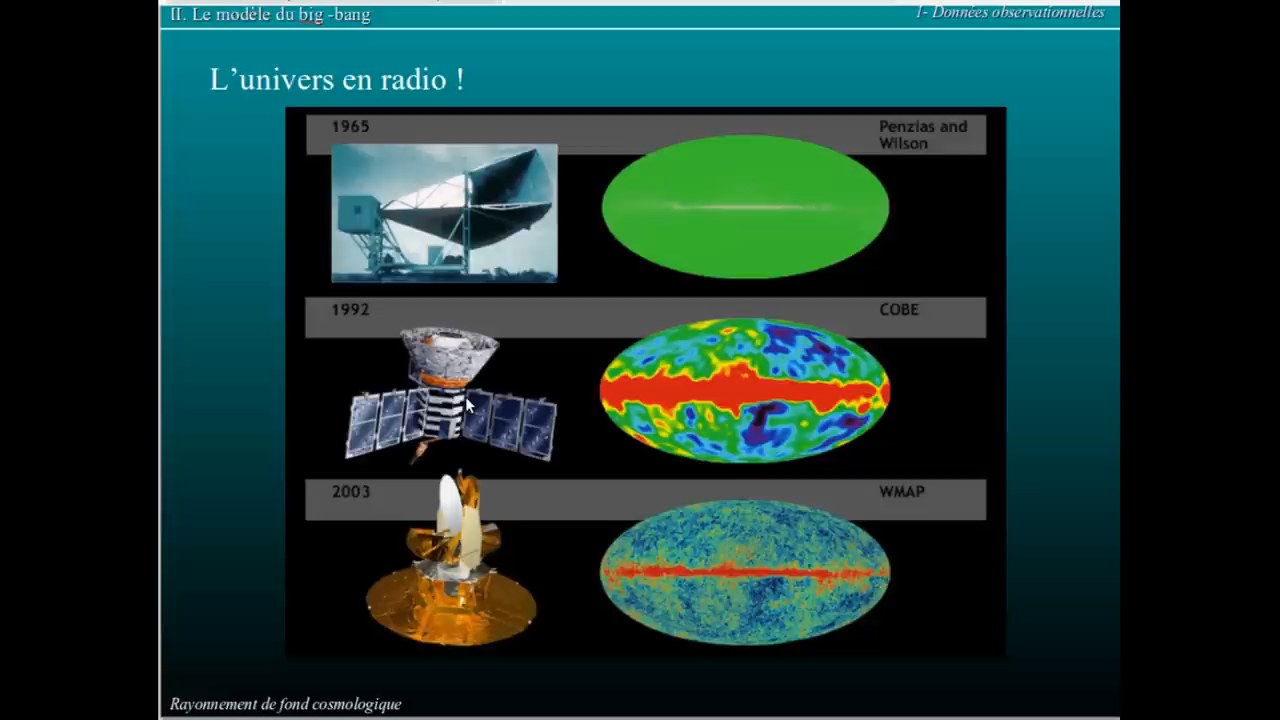 II. Le modèle du big -bang
1- Données observationnelles
L’univers en radio !
1965
Penzias and
Wilson
1992
COBE
2003
WMAP
Rayonnement de fond cosmologique